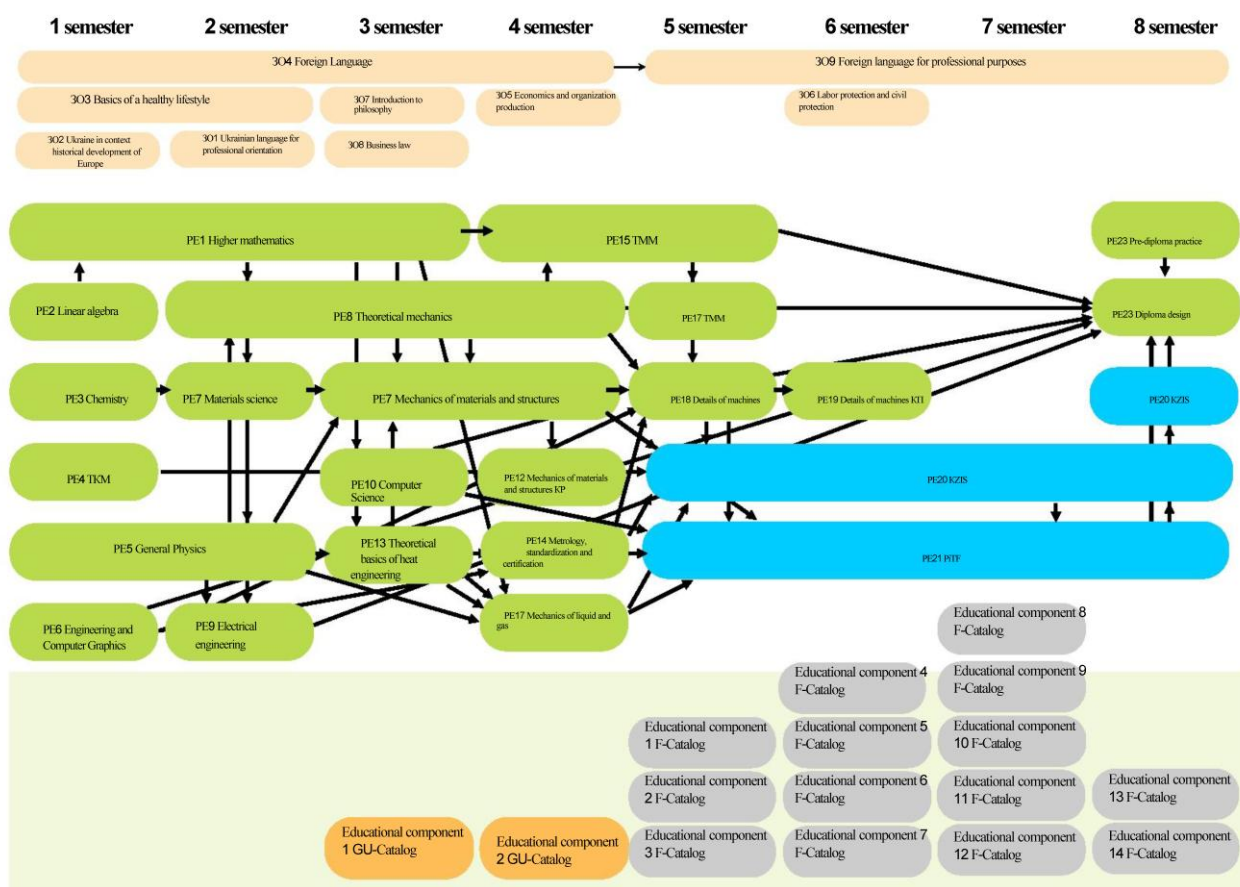 1 semester
2 semester
3 semester
4 semester
5 semester
6 semester
7 semester
8 semester
3O4 Foreign Language
3O9 Foreign language for professional purposes
3O3 Basics of a healthy lifestyle
3O7 Introduction to
philosophy
3O5 Economics and organization
production
3O6 Labor protection and civil
protection
3O2 Ukraine in context
historical development of
Europe
3O1 Ukrainian language for
professional orientation
3O8 Business law
PE1 Higher mathematics
PE15 TMM
PE23 Pre-diploma practice
PE2 Linear algebra
PE8 Theoretical mechanics
PE17 TMM
PE23 Diploma design
PE3 Chemistry
PE7 Materials science
PE7 Mechanics of materials and structures
PE18 Details of machines
PE19 Details of machines КП
PE20 KZIS
PE4 TKM
PE10 Computer
Science
PE12 Mechanics of materials
and structures KP
PE20 KZIS
PE5 General Physics
PE13 Theoretical
basics of heat
engineering
PE14 Metrology,
standardization and
certification
PE21 PiTF
PE6 Engineering and
Computer Graphics
PE9 Electrical
engineering
PE17 Mechanics of liquid and
gas
Educational component 8
F-Catalog
Educational component 4
F-Catalog
Educational component 9
F-Catalog
Educational component
1 F-Catalog
Educational component 5
F-Catalog
Educational component
10 F-Catalog
Educational component
2 F-Catalog
Educational component 6
F-Catalog
Educational component
11 F-Catalog
Educational component
13 F-Catalog
Educational component
1 GU-Catalog
Educational component
2 GU-Catalog
Educational component
3 F-Catalog
Educational component 7
F-Catalog
Educational component
12 F-Catalog
Educational component
14 F-Catalog